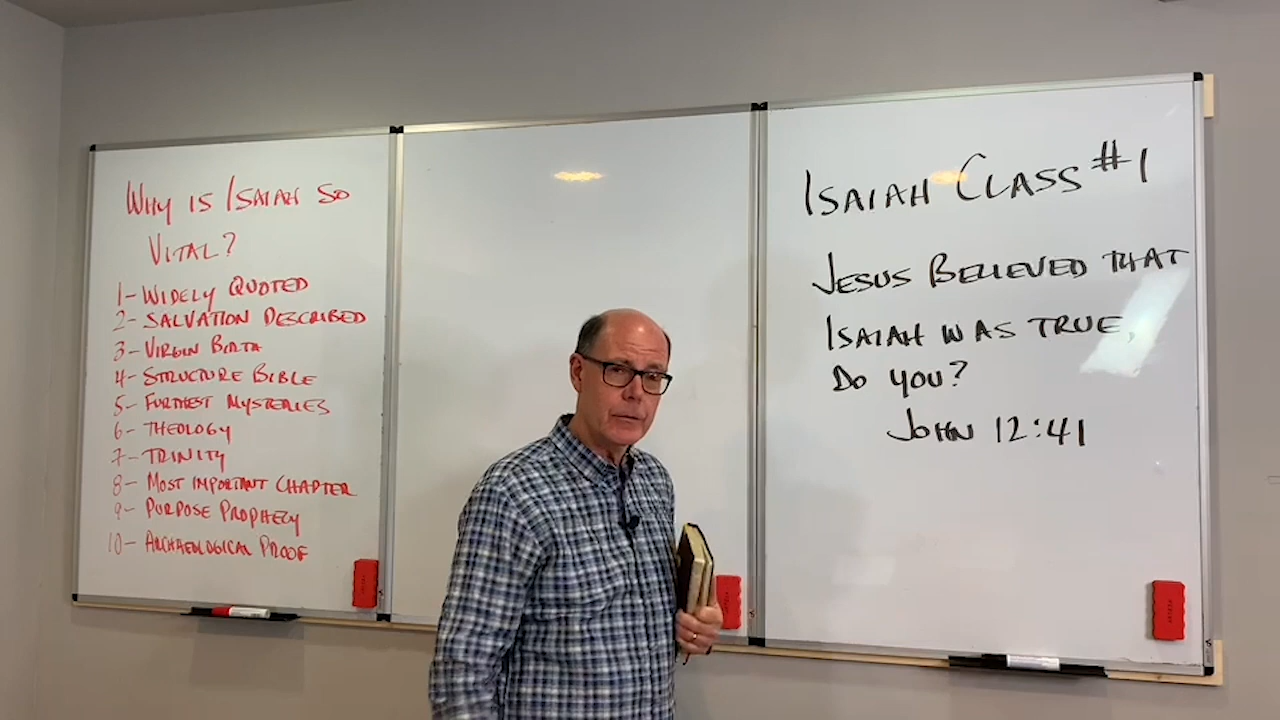 WHY IS ISAIAH SO
VITAL?
1- WIDELY QUOTED
2- SALVATION DESCRIBED
3- VIRGIN BIRTH
4- STRUCTURE BIBLE
5- FURTHEST MYSTERIES
6- THEOLOGY
7- TRINITY
8- MOST IMPORTANT CHAPTER
9- PURPOSE PROPHECY
10- ARCHAEOLOGICAL PROOF
ISAIAH CLASS #1
JESUS BELIEVED THAT
ISAIAH WAS TRUE,
DO YOU?
JOHN 12:41